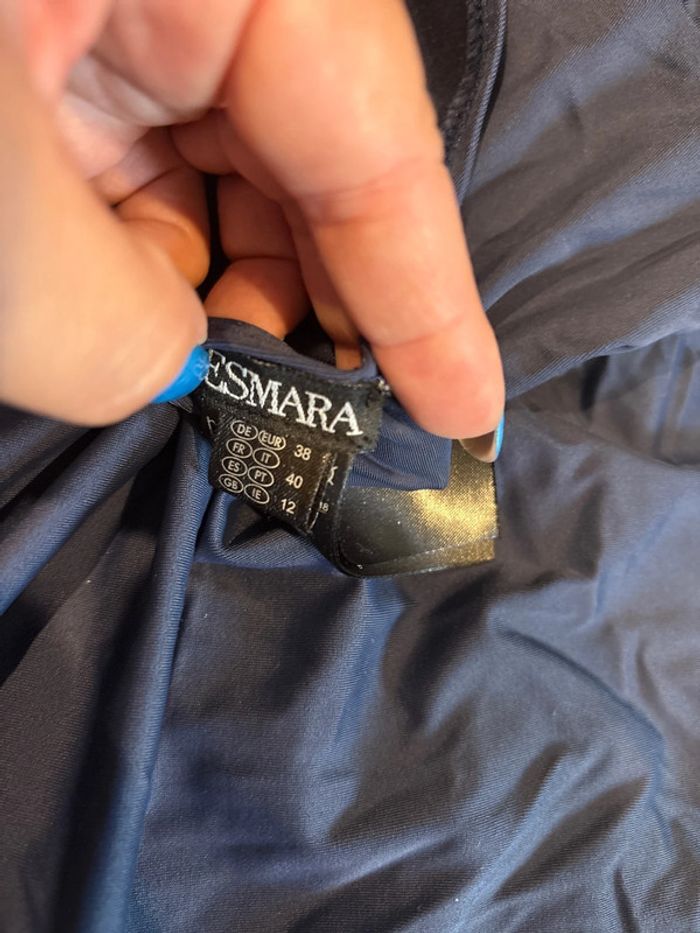 ESMARA
DE EUR 38
FR IT
ES PT 40
GB IE 12